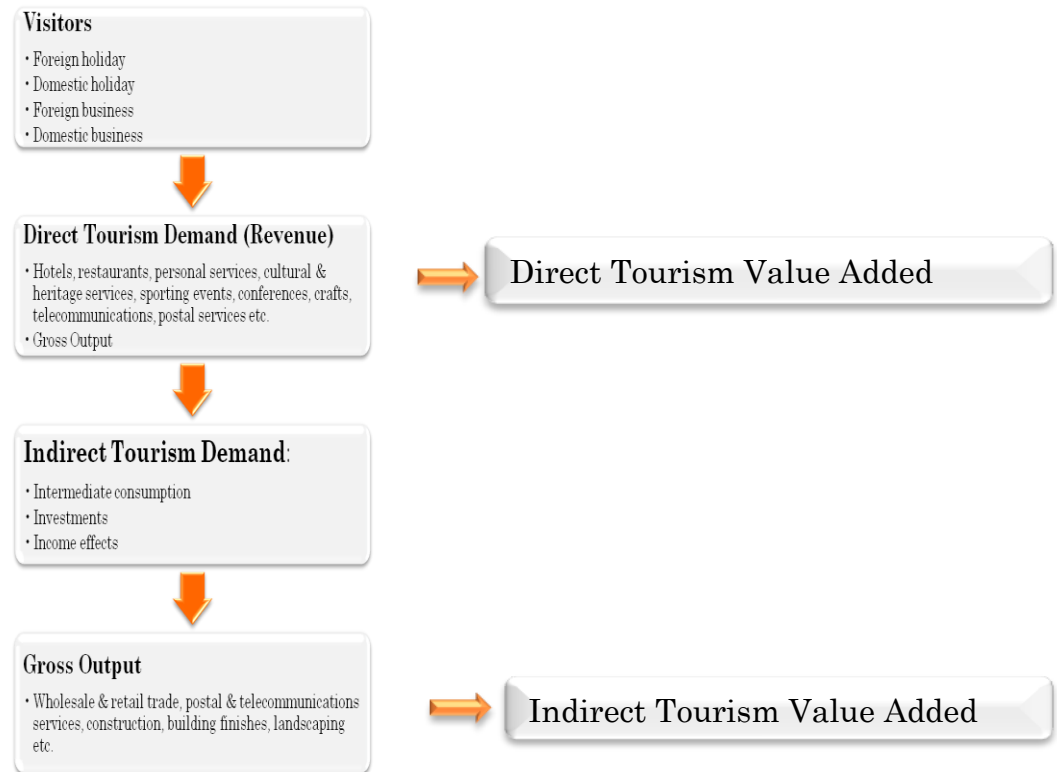 Visitors
• Foreign holiday
• Domestic holiday
• Foreign business
• Domestic business
Direct Tourism Demand (Revenue)
• Hotels, restaurants, personal services, cultural &
heritage services, sporting events, conferences, crafts,
telecommunications, postal services etc.
• Gross Output
Direct Tourism Value Added
Indirect Tourism Demand:
• Intermediate consumption
• Investments
• Income effects
Gross Output
• Wholesale & retail trade, postal & telecommunications
services, construction, building finishes, landscaping
etc.
Indirect Tourism Value Added